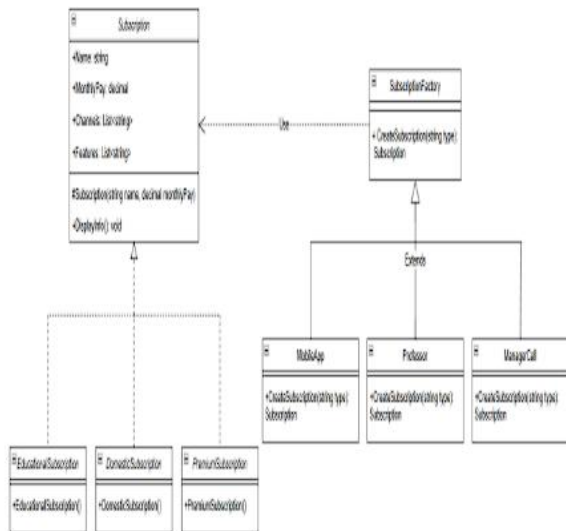 Subscription
+Name: string
+MonthlyPay: decimal
+Channels: List<string>
+Features: List<string>
#Subscription(string name, decimal monthlyPay)
+DisplayInfo(): void
SubscriptionFactory
+ CreateSubscription(string type):
Subscription
Use
Extends
MobileApp
+CreateSubscription(string type):
Subscription
Professor
+CreateSubscription(string type):
Subscription
ManagerCall
+CreateSubscription(string type):
Subscription
EducationalSubscription
+EducationalSubscription()
DomesticSubscription
+DomesticSubscription()
PremiumSubscription
+PremiumSubscription()